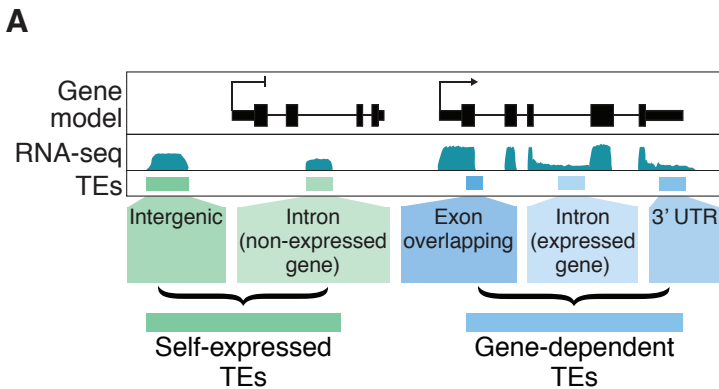 A
Gene
model
RNA-seq
TEs
Intergenic
Intron
(non-expressed
gene)
Exon
overlapping
Intron
(expressed
gene)
3’ UTR
Self-expressed
TEs
Gene-dependent
TEs